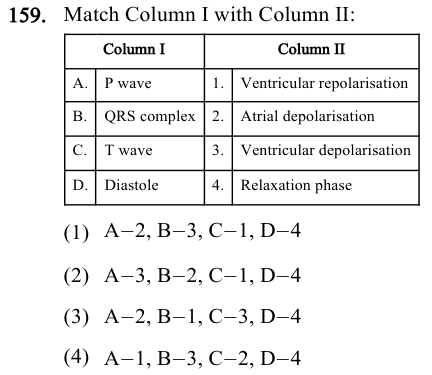 159. Match Column I with Column II:
Column I Column II
A. P wave 1. Ventricular repolarisation
B. QRS complex 2. Atrial depolarisation
C. T wave 3. Ventricular depolarisation
D. Diastole 4. Relaxation phase
(1) A–2, B–3, C–1, D–4
(2) A–3, B–2, C–1, D–4
(3) A–2, B–1, C–3, D–4
(4) A–1, B–3, C–2, D–4